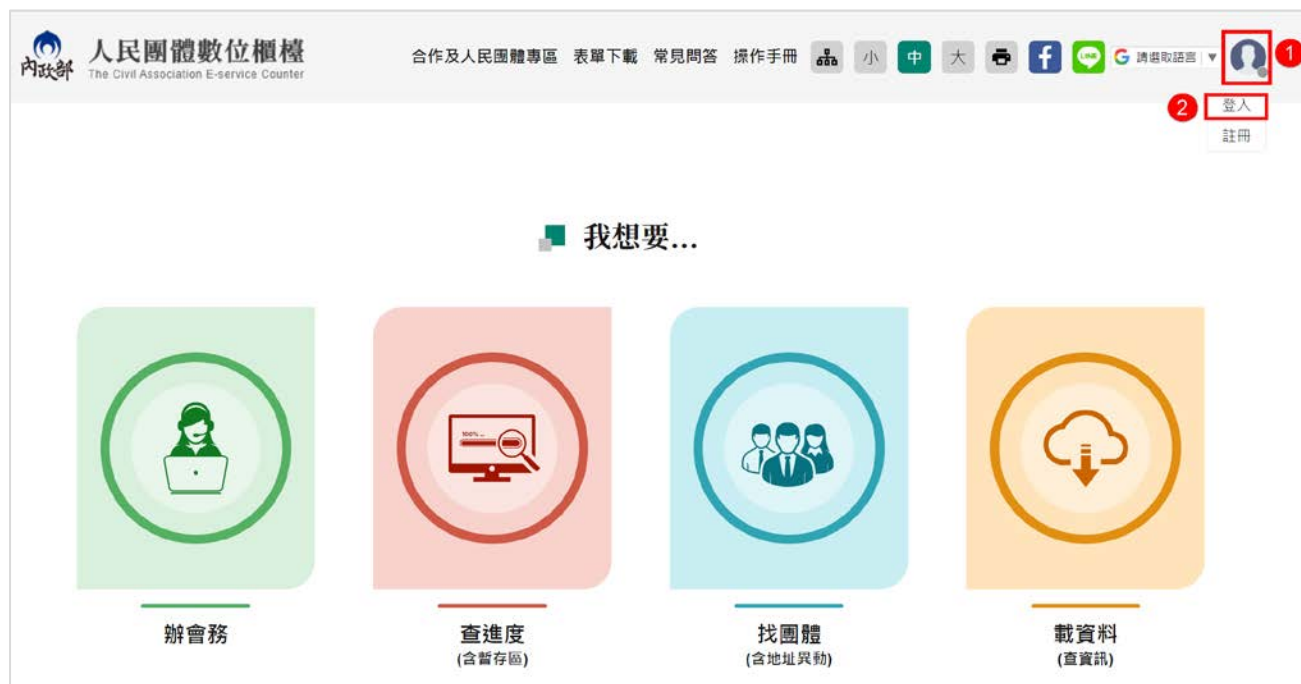 內政部 人民團體數位櫃檯
The Civil Association E-service Counter
合作及人民團體專區 表單下載 常見問答 操作手冊 小 中 大 f LINE G 請選取語言 ▼ 1
2 登入
註冊
我想要...
100%
辦會務 查進度 找團體 載資料
(含暫存區) (含地址異動) (查資訊)